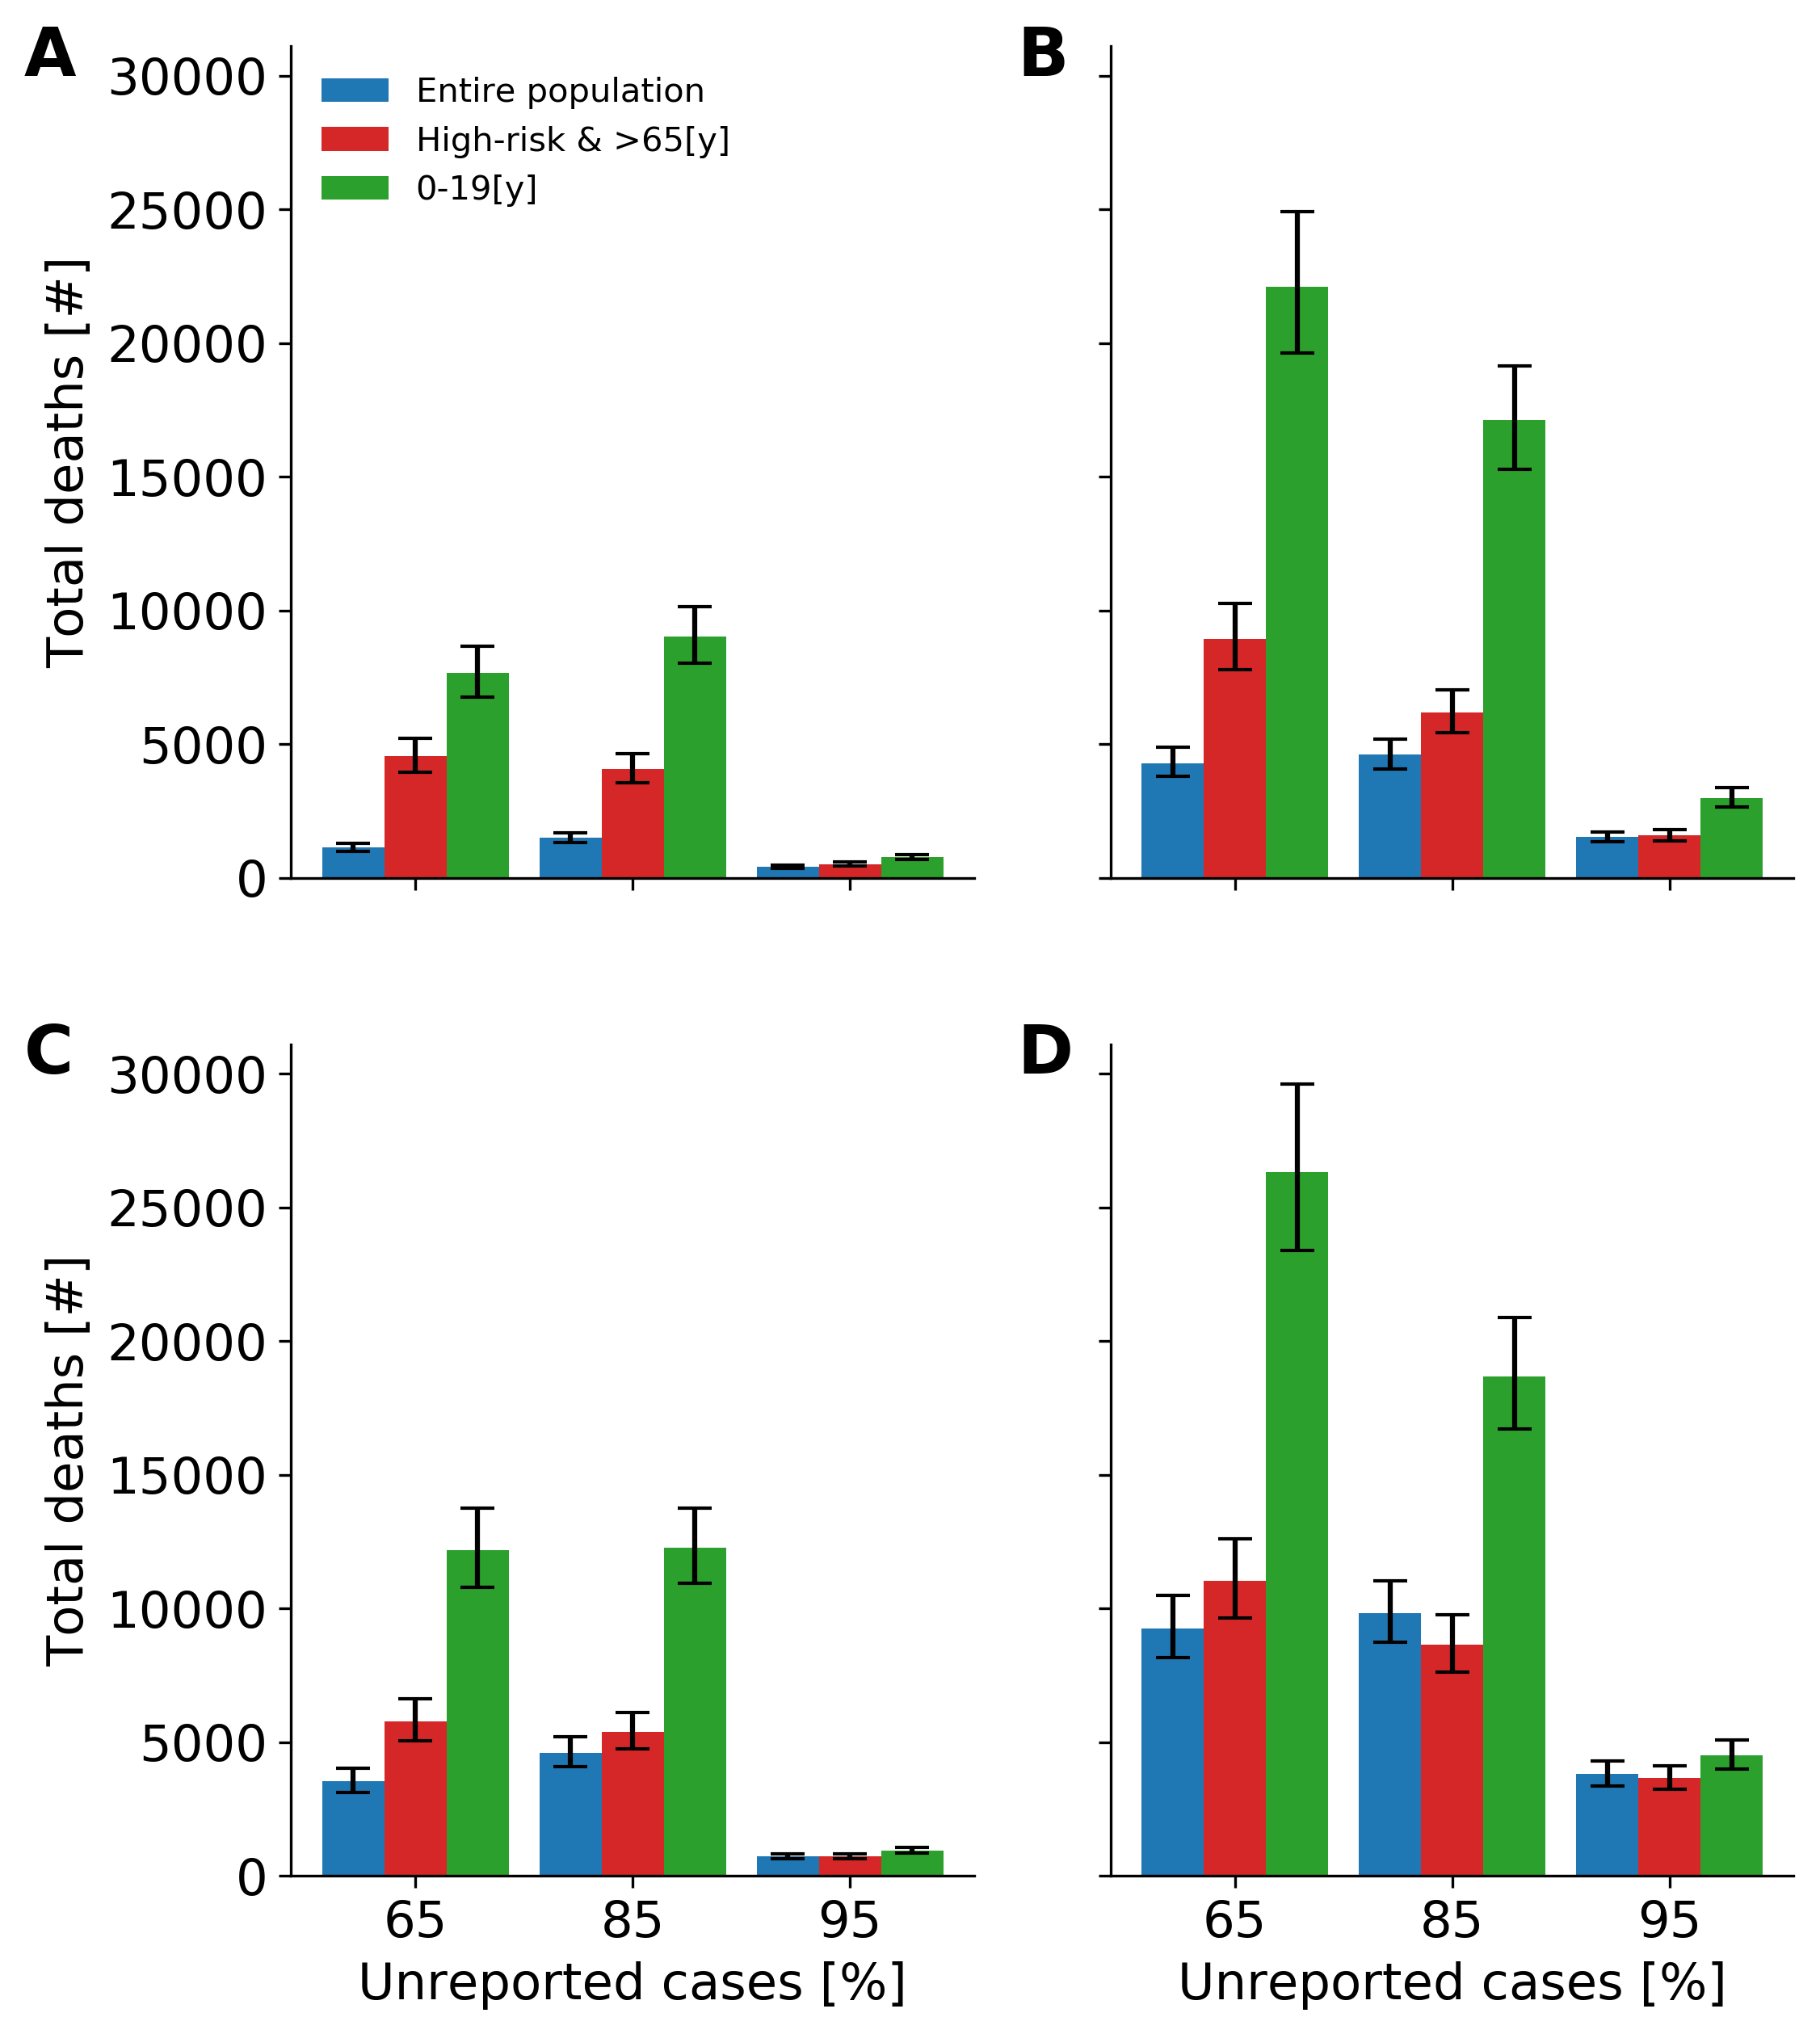 A
B
30000
25000
20000
15000
10000
5000
0
Total deaths [#]
Entire population
High-risk & >65[y]
0-19[y]
C
D
30000
25000
20000
15000
10000
5000
0
Total deaths [#]
65
85
95
65
85
95
Unreported cases [%]
Unreported cases [%]